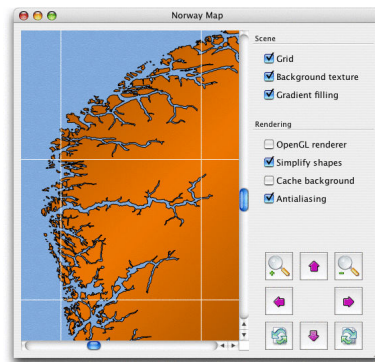 Norway Map
Scene
Grid
Background texture
Gradient filling
Rendering
OpenGL renderer
Simplify shapes
Cache background
Antialiasing